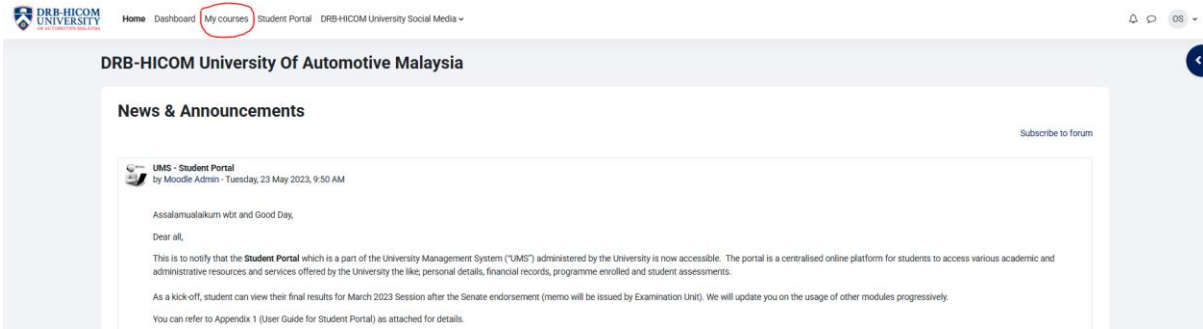 DRB-HICOM
UNIVERSITY
OF AUTOMOTIVE MALAYSIA
Home Dashboard My courses Student Portal DRB-HICOM University Social Media
OS
DRB-HICOM University Of Automotive Malaysia
News & Announcements
Subscribe to forum
UMS - Student Portal
by Moodle Admin - Tuesday, 23 May 2023, 9:50 AM
Assalamualaikum wbt and Good Day,
Dear all,
This is to notify that the Student Portal which is a part of the University Management System ("UMS") administered by the University is now accessible. The portal is a centralised online platform for students to access various academic and
administrative resources and services offered by the University the like; personal details, financial records, programme enrolled and student assessments.
As a kick-off, student can view their final results for March 2023 Session after the Senate endorsement (memo will be issued by Examination Unit). We will update you on the usage of other modules progressively.
You can refer to Appendix 1 (User Guide for Student Portal) as attached for details.